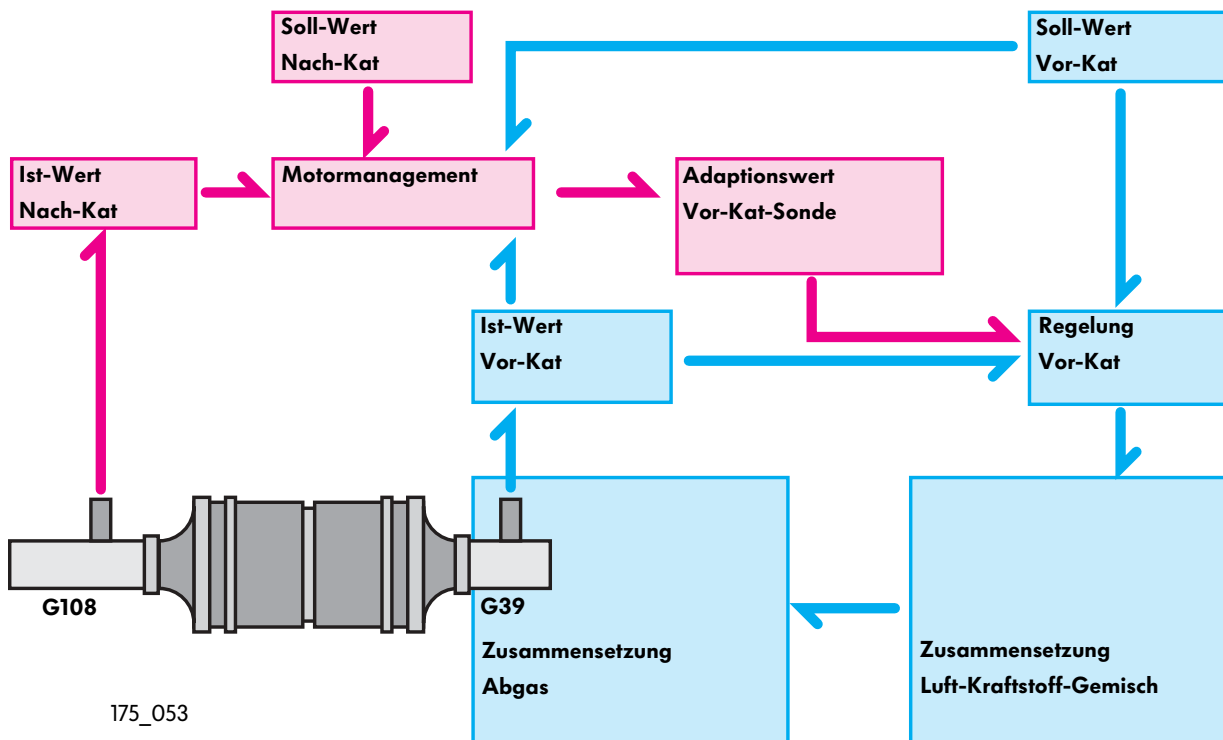 Soll-Wert
Nach-Kat
Soll-Wert
Vor-Kat
Ist-Wert
Nach-Kat
Motormanagement
Adaptionswert
Vor-Kat-Sonde
Ist-Wert
Vor-Kat
Regelung
Vor-Kat
G108
G39
Zusammensetzung
Abgas
Zusammensetzung
Luft-Kraftstoff-Gemisch
175_053